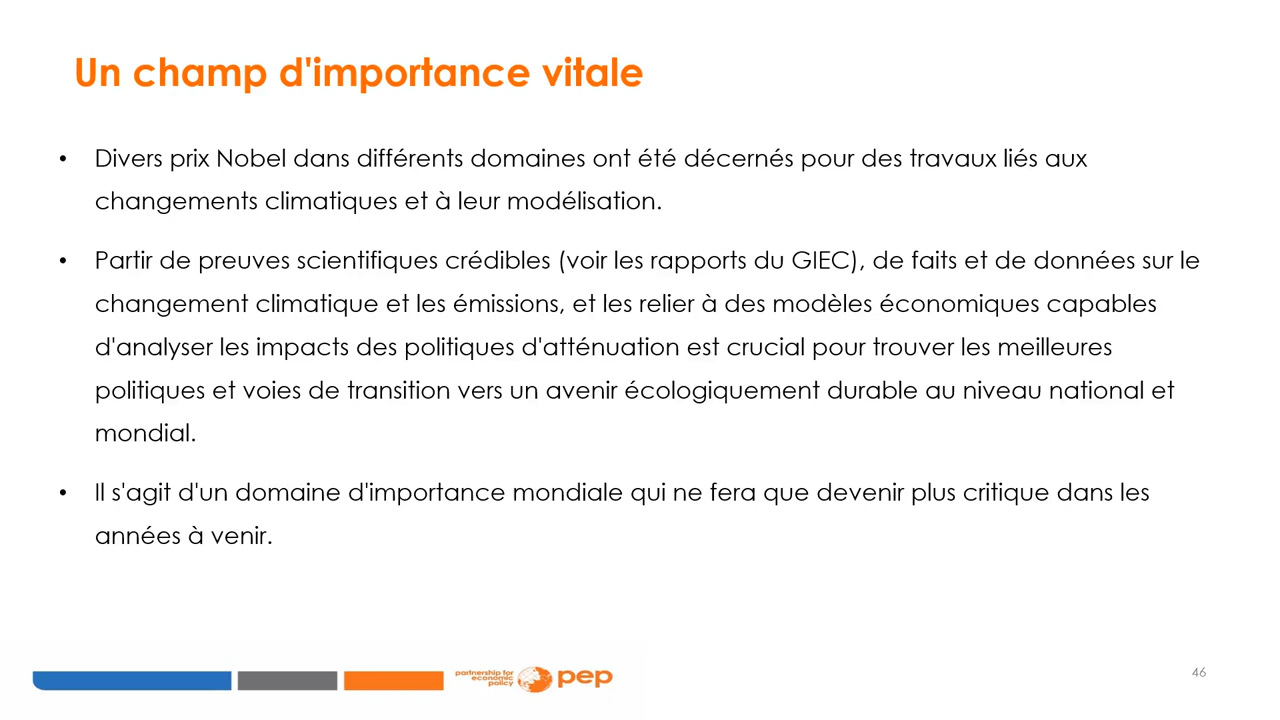 Un champ d'importance vitale
• Divers prix Nobel dans différents domaines ont été décernés pour des travaux liés aux
changements climatiques et à leur modélisation.
• Partir de preuves scientifiques crédibles (voir les rapports du GIEC), de faits et de données sur le
changement climatique et les émissions, et les relier à des modèles économiques capables
d'analyser les impacts des politiques d'atténuation est crucial pour trouver les meilleures
politiques et voies de transition vers un avenir écologiquement durable au niveau national et
mondial.
• Il s'agit d'un domaine d'importance mondiale qui ne fera que devenir plus critique dans les
années à venir.
partnership for
economic
policy
pep
46